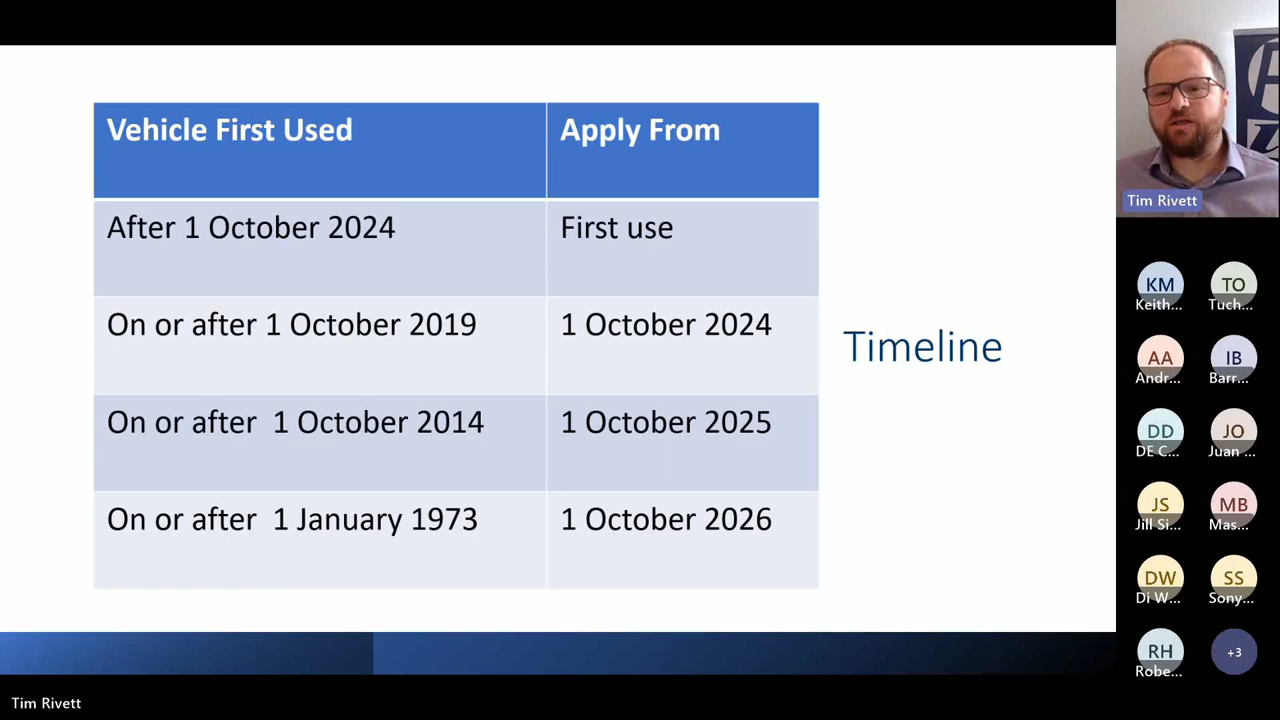 Vehicle First Used
Apply From
After 1 October 2024
First use
On or after 1 October 2019
1 October 2024
On or after 1 October 2014
1 October 2025
On or after 1 January 1973
1 October 2026
Timeline
Tim Rivett
KM
TO
Keith...
Tuch...
AA
IB
Andr...
Barr...
DD
JO
DE C...
Juan ...
JS
MB
Jill Si...
Mas...
DW
SS
Di W...
Sony...
RH
+3
Robe...
Tim Rivett